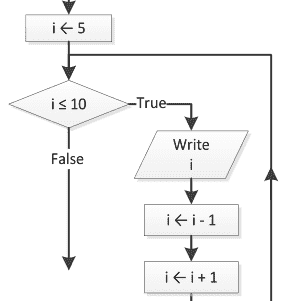 i ← 5
i ≤ 10
True
False
Write
i
i ← i - 1
i ← i + 1